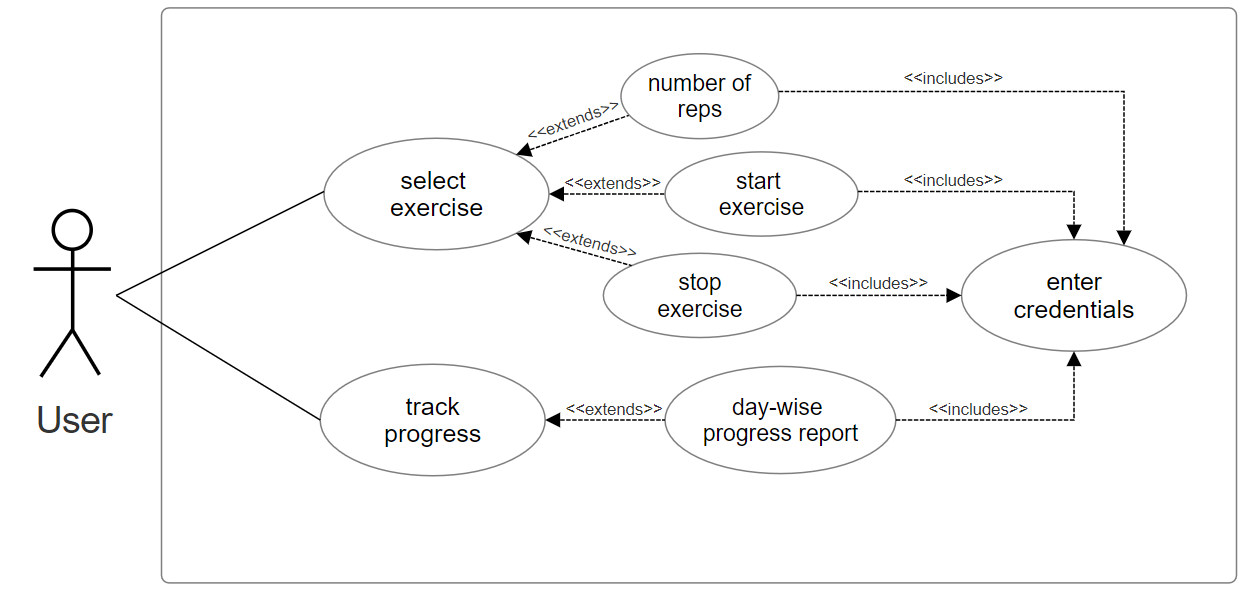 number of
reps
<<includes>>
<<extends>>
select
exercise
<<extends>>
start
exercise
<<includes>>
<<extends>>
stop
exercise
<<includes>>
enter
credentials
User
track
progress
<<extends>>
day-wise
progress report
<<includes>>